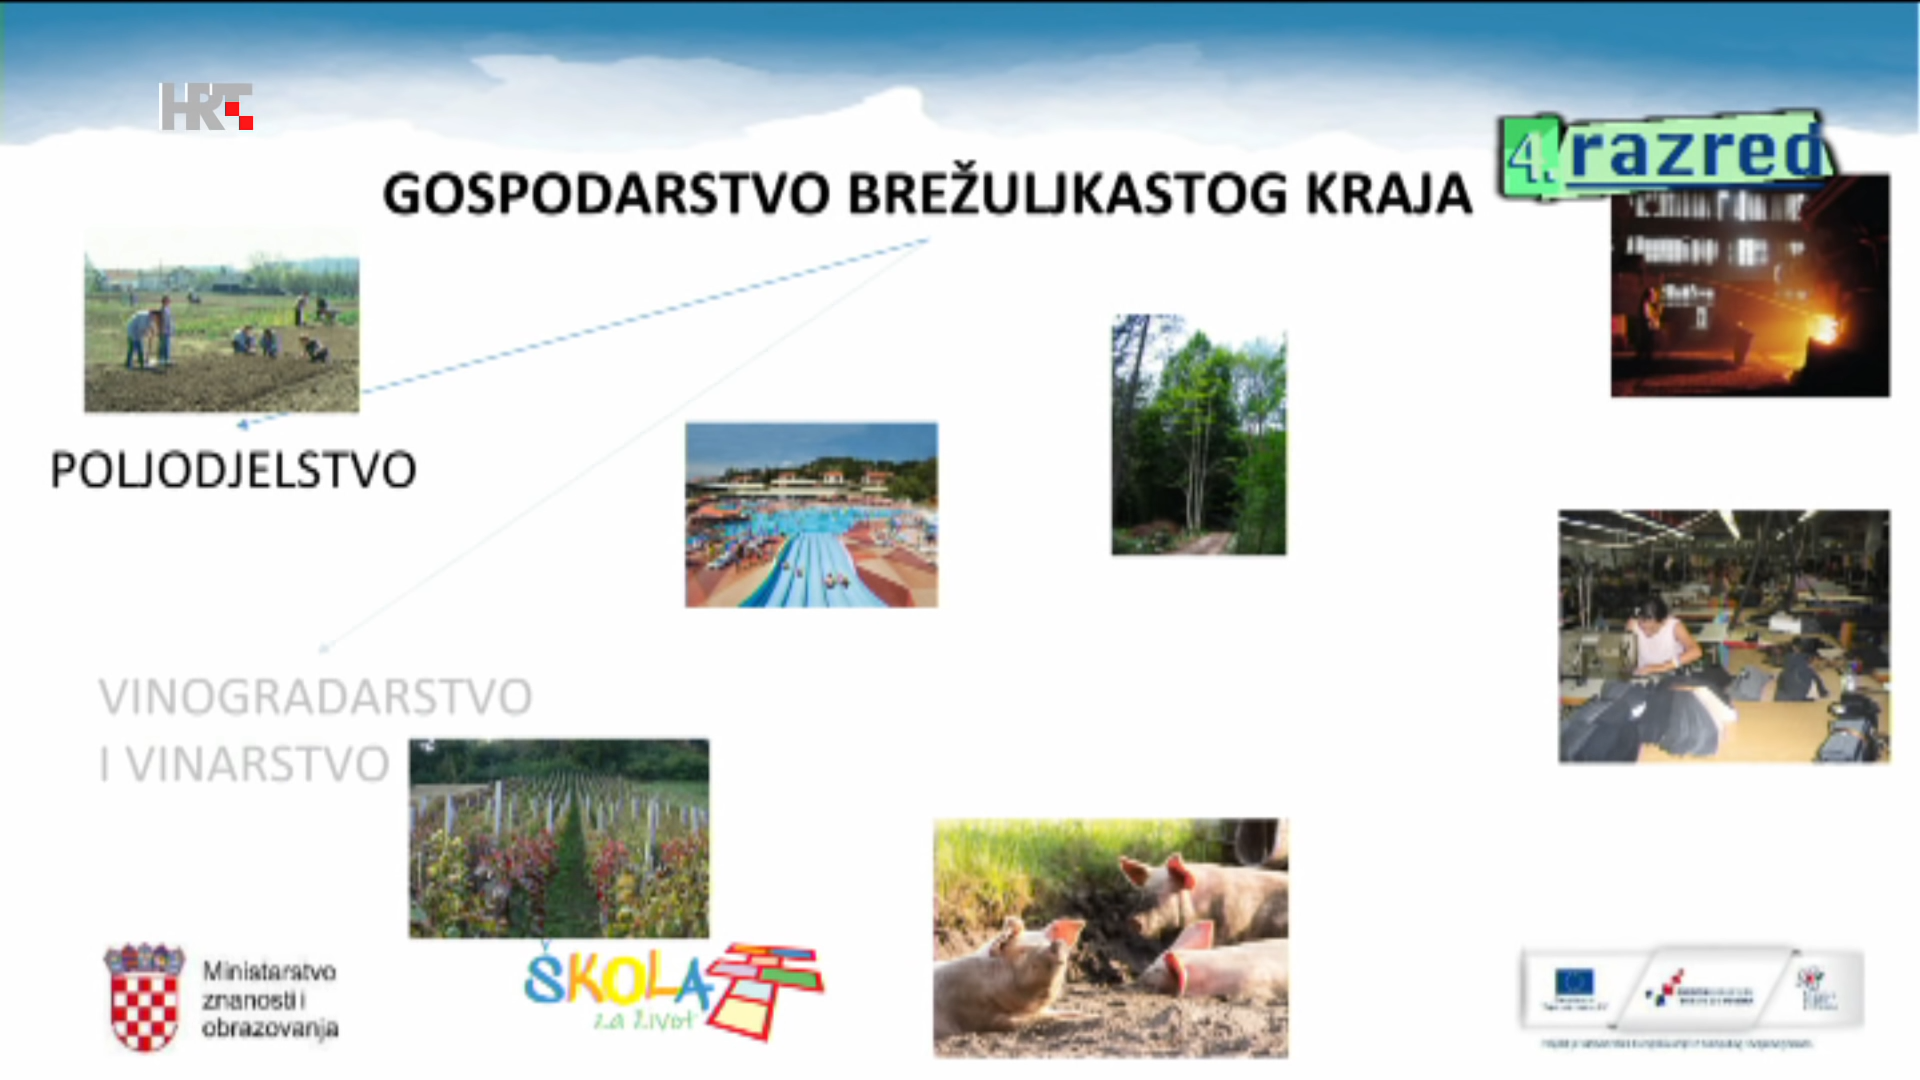 HRT
4. razred
GOSPODARSTVO BREŽULJKASTOG KRAJA
POLJODJELSTVO
VINOGRADARSTVO
I VINARSTVO
Ministarstvo
znanosti i
obrazovanja
ŠKOLA
za život